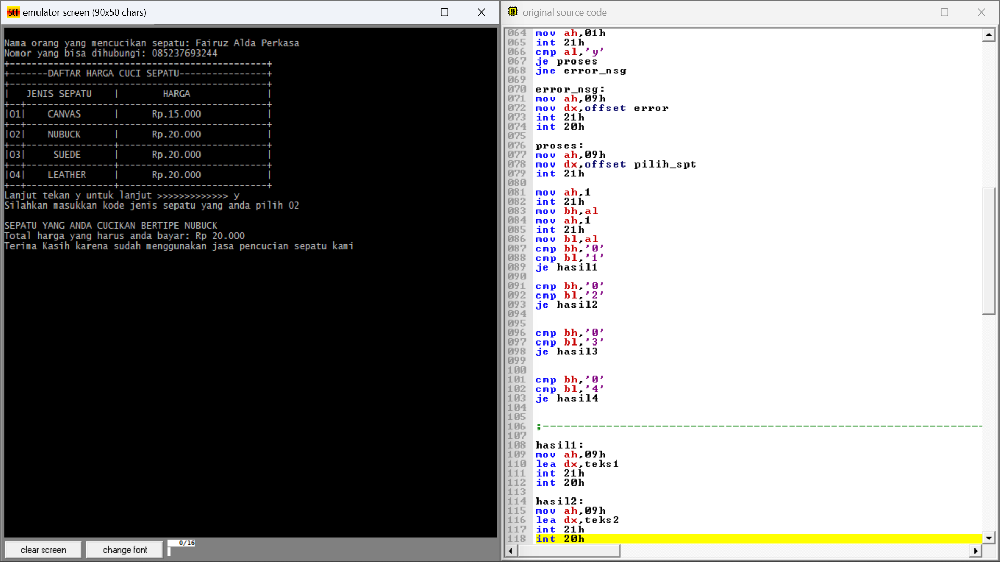 emulator screen (90x50 chars)
Nama orang yang mencucikan sepatu: Fairuz Alda Perkasa
Nomor yang bisa dihubungi: 085237693244
+-----------------------------------------------+
+-------DAFTAR HARGA CUCI SEPATU----------------+
+-----------------------------------------------+
|   JENIS SEPATU    |        HARGA              |
+--+--------------------------------------------+
|01|    CANVAS      |      Rp.15.000            |
+--+--------------------------------------------+
|02|    NUBUCK      |      Rp.20.000            |
+--+----------------+---------------------------+
|03|     SUEDE      |      Rp.20.000            |
+--+----------------+---------------------------+
|04|    LEATHER     |      Rp.20.000            |
+--+----------------+---------------------------+
Lanjut tekan y untuk lanjut >>>>>>>>>>>>> y
Silahkan masukkan kode jenis sepatu yang anda pilih 02
SEPATU YANG ANDA CUCIKAN BERTIPE NUBUCK
Total harga yang harus anda bayar: Rp 20.000
Terima Kasih karena sudah menggunakan jasa pencucian sepatu kami
clear screen
change font
0/16
original source code
064 mov ah,01h
065 int 21h
066 cmp al,'y'
067 je proses
068 jne error_nsg
069
070 error_nsg:
071 mov ah,09h
072 mov dx,offset error
073 int 21h
074 int 20h
075
076 proses:
077 mov ah,09h
078 mov dx,offset pilih_spt
079 int 21h
080
081 mov ah,1
082 int 21h
083 mov bh,al
084 mov ah,1
085 int 21h
086 mov bl,al
087 cmp bh,'0'
088 cmp bl,'1'
089 je hasil1
090
091 cmp bh,'0'
092 cmp bl,'2'
093 je hasil2
094
095
096 cmp bh,'0'
097 cmp bl,'3'
098 je hasil3
099
100
101 cmp bh,'0'
102 cmp bl,'4'
103 je hasil4
104
105
106 ;---------------------------------------------------------------
107
108 hasil1:
109 mov ah,09h
110 lea dx,teks1
111 int 21h
112 int 20h
113
114 hasil2:
115 mov ah,09h
116 lea dx,teks2
117 int 21h
118 int 20h